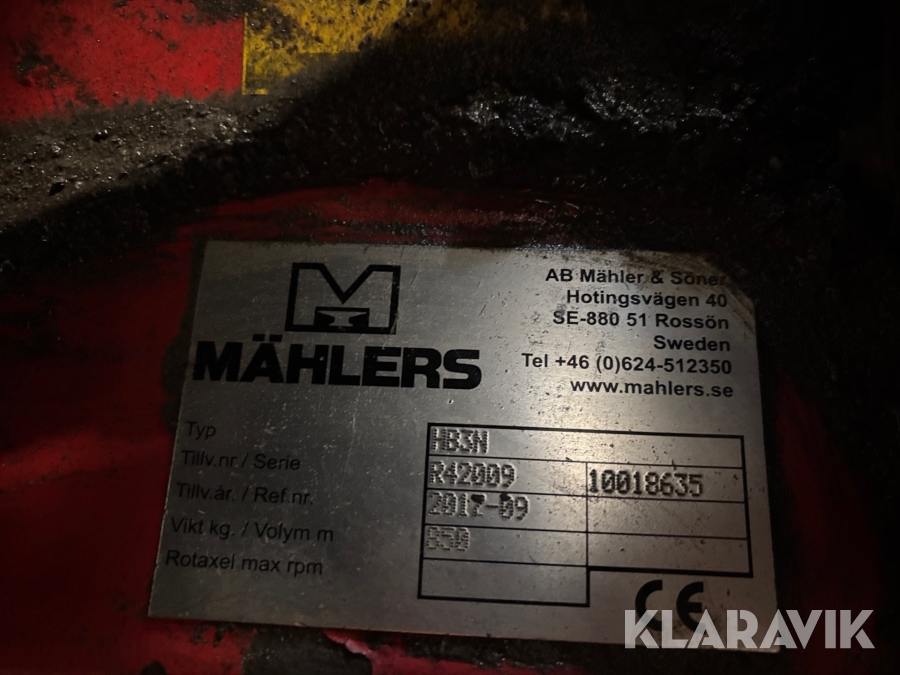 MÄHLERS
AB Mähler & Söner
Hotingsvägen 40
SE-880 51 Rossön
Sweden
Tel +46 (0)624-512350
www.mahlers.se
Typ HB3N
Tillv.nr / Serie R42009 10018635
Tillv.år. / Ref.nr. 2017-09
Vikt kg. / Volym m 850
Rotaxel max rpm
CE
KLARAVIK